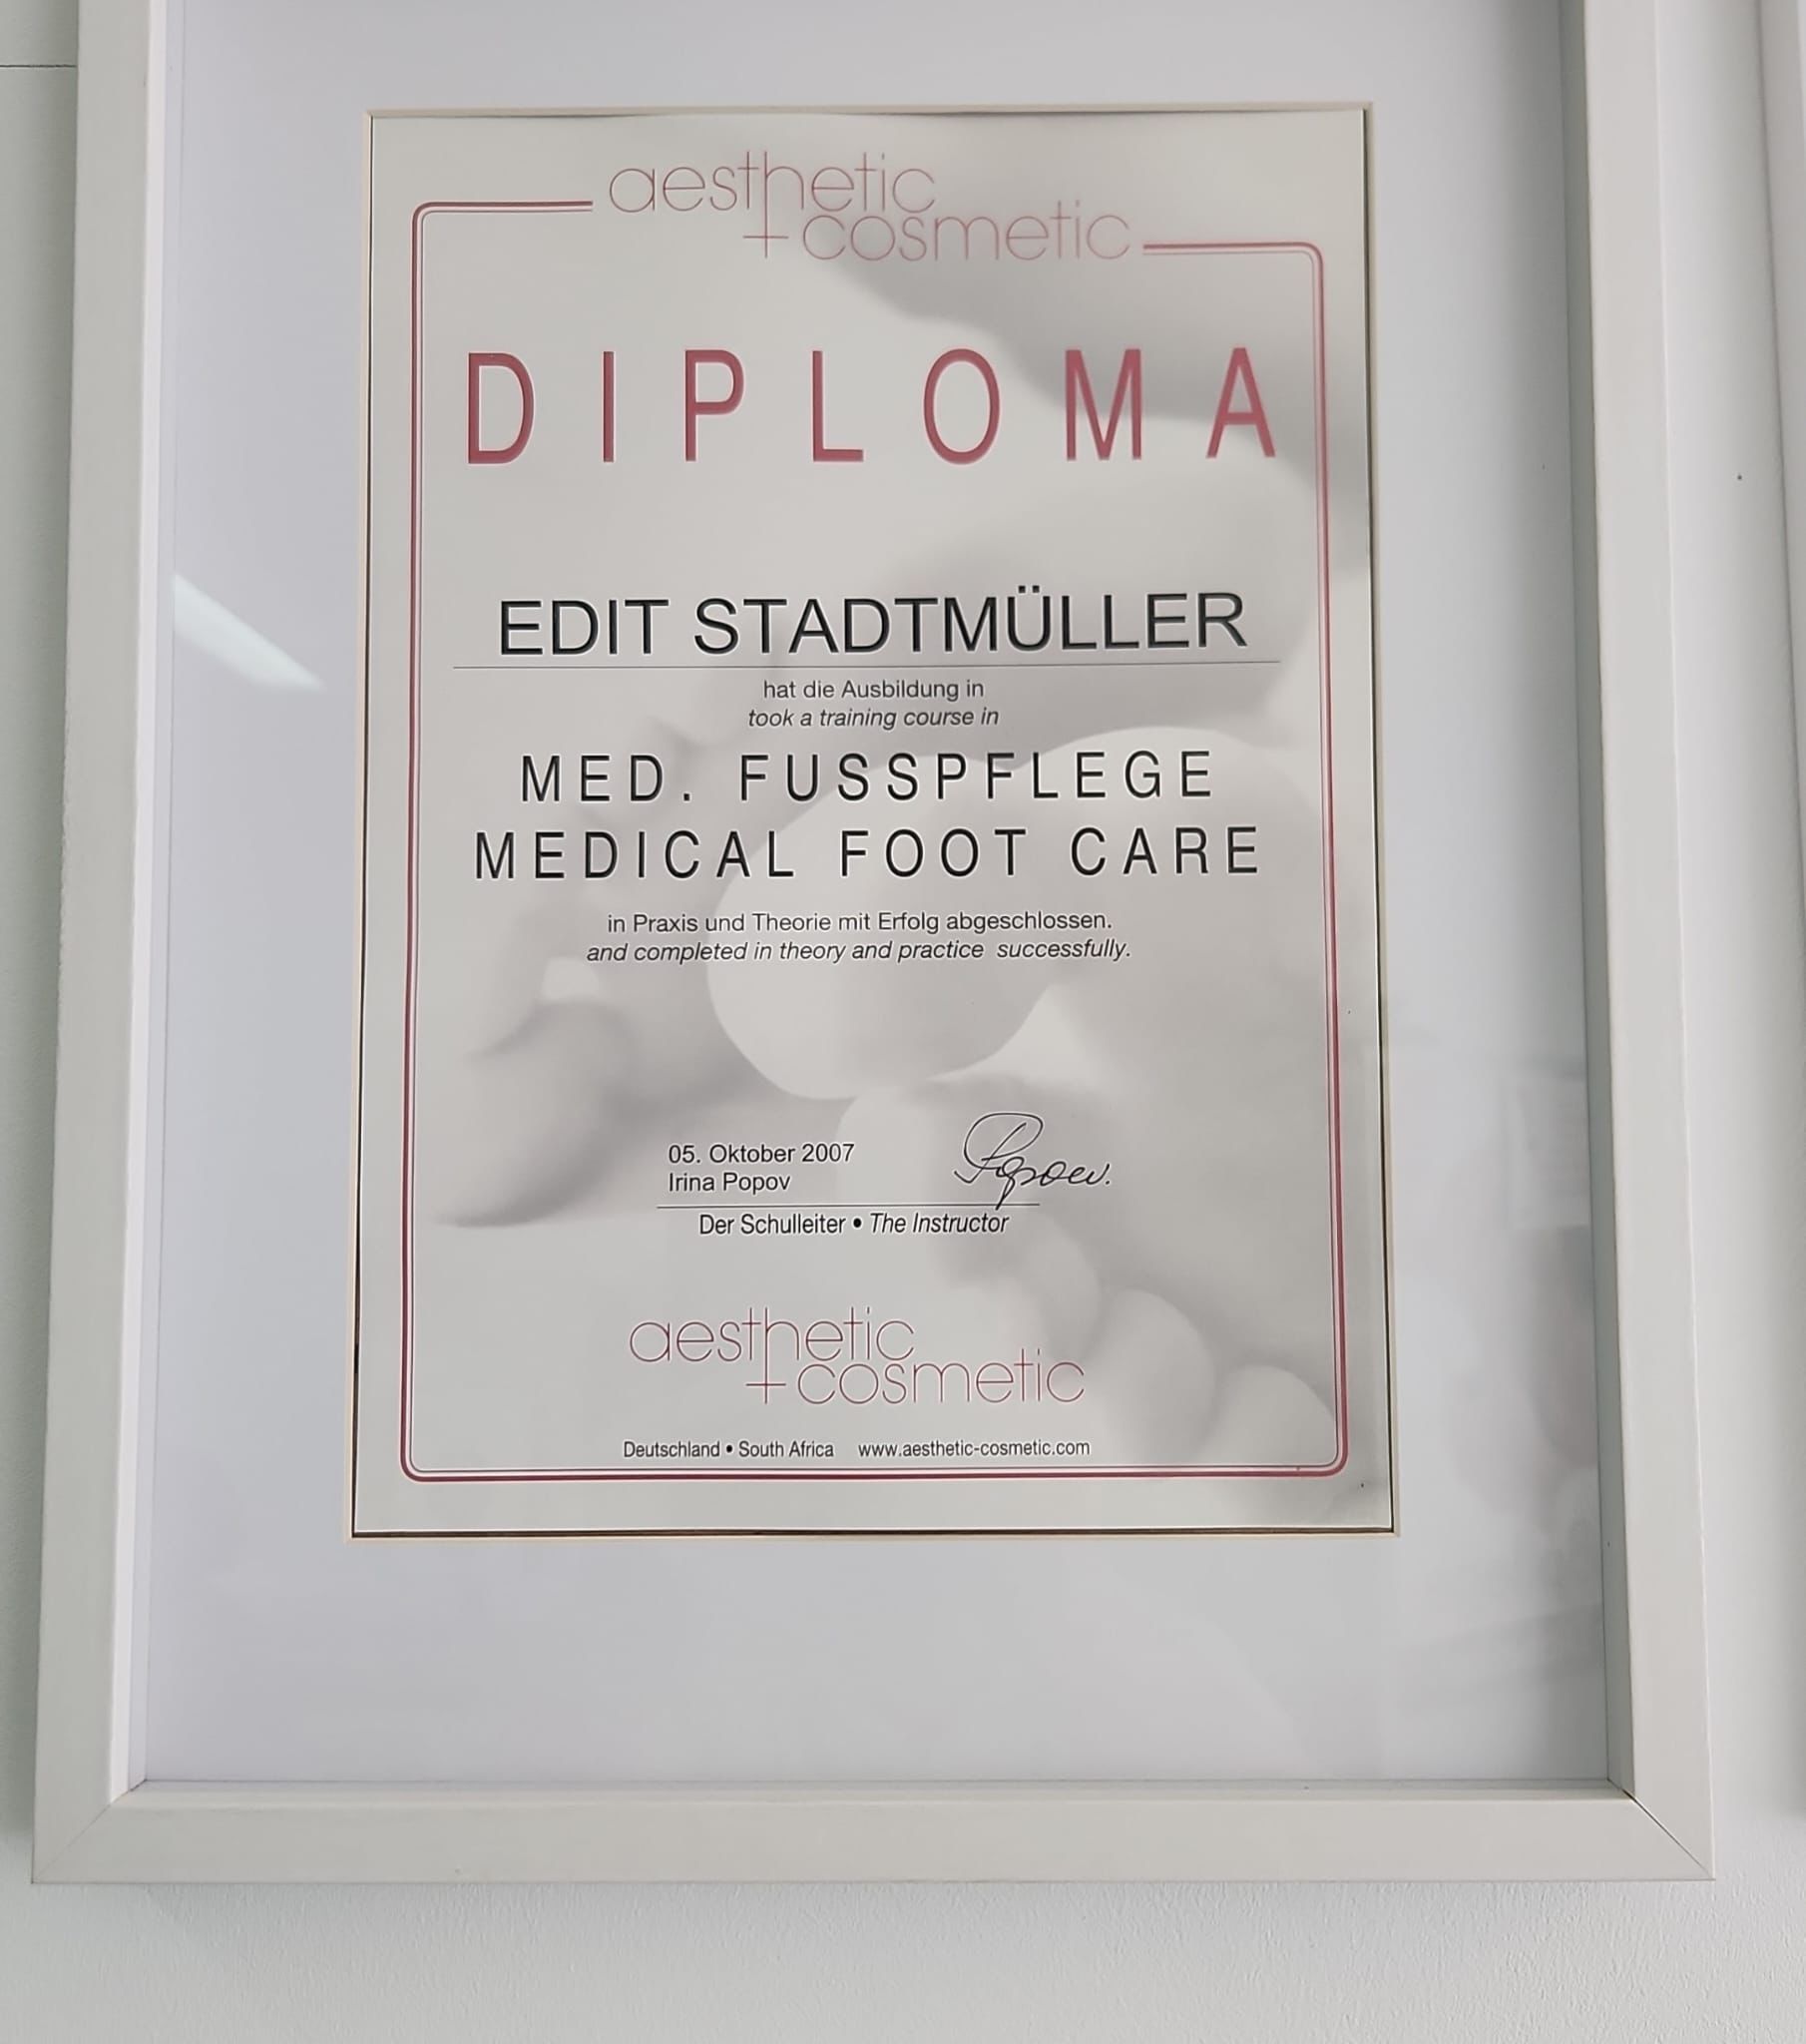 aesthetic
+cosmetic
DIPLOMA
EDIT STADTMÜLLER
hat die Ausbildung in
took a training course in
MED. FUSSPFLEGE
MEDICAL FOOT CARE
in Praxis und Theorie mit Erfolg abgeschlossen.
and completed in theory and practice successfully.
05. Oktober 2007
Irina Popov
Popov.
Der Schulleiter • The Instructor
aesthetic
+cosmetic
Deutschland • South Africa www.aesthetic-cosmetic.com